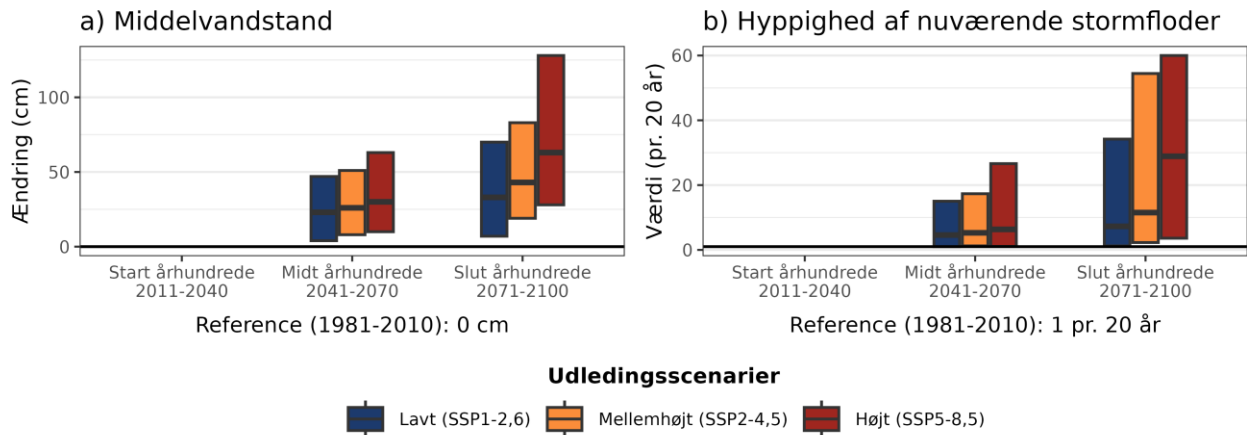 a) Middelvandstand
Ændring (cm)
100
50
0
Start århundrede
2011-2040
Midt århundrede
2041-2070
Slut århundrede
2071-2100
Reference (1981-2010): 0 cm
b) Hyppighed af nuværende stormfloder
Værdi (pr. 20 år)
60
40
20
0
Start århundrede
2011-2040
Midt århundrede
2041-2070
Slut århundrede
2071-2100
Reference (1981-2010): 1 pr. 20 år
Udledingsscenarier
Lavt (SSP1-2,6)
Mellemhøjt (SSP2-4,5)
Højt (SSP5-8,5)